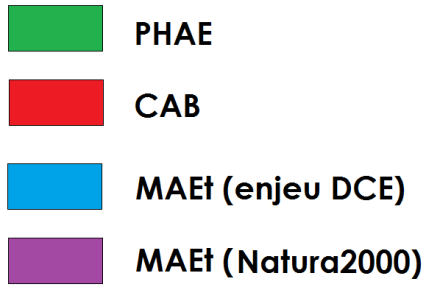 PHAE
CAB
MAEt (enjeu DCE)
MAEt (Natura2000)